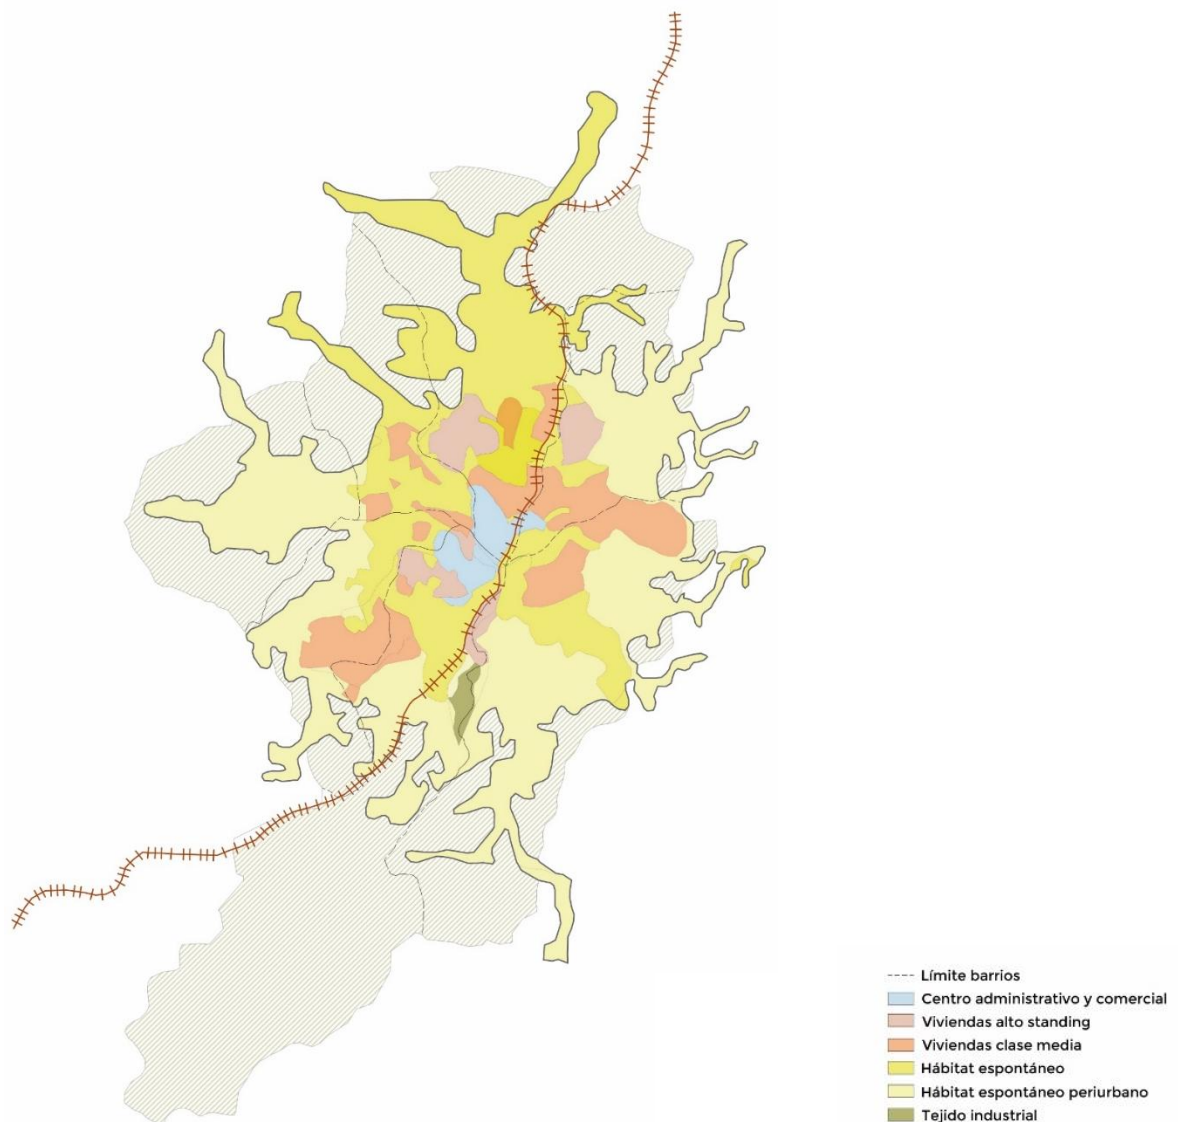 Límite barrios
Centro administrativo y comercial
Viviendas alto standing
Viviendas clase media
Hábitat espontáneo
Hábitat espontáneo periurbano
Tejido industrial